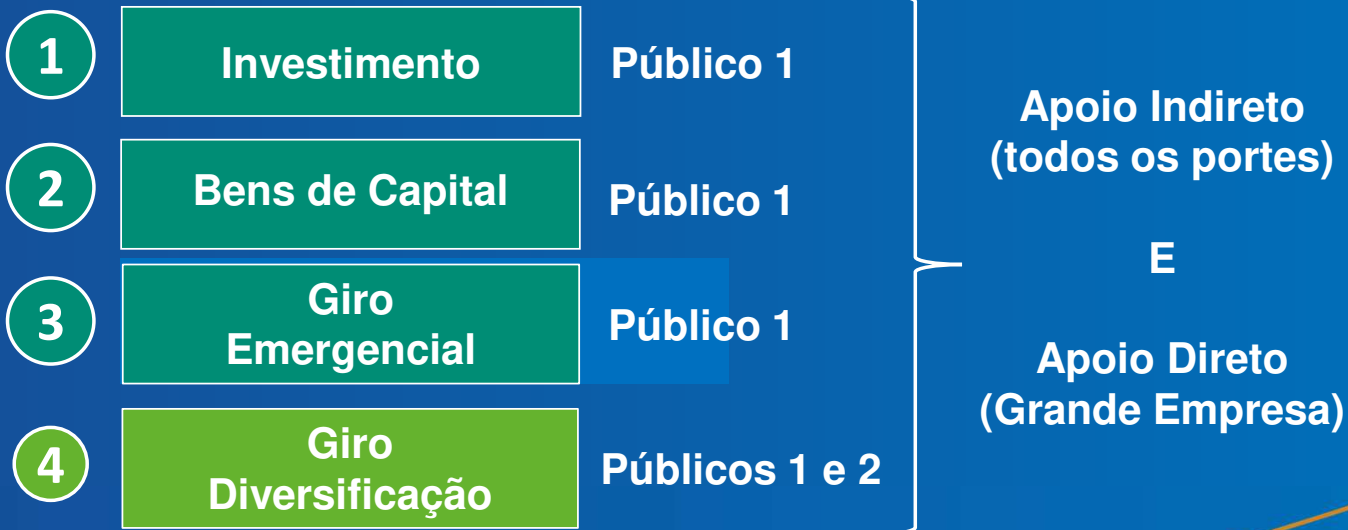 1
Investimento
Público 1
2
Bens de Capital
Público 1
3
Giro
Emergencial
Público 1
4
Giro
Diversificação
Públicos 1 e 2
Apoio Indireto
(todos os portes)
E
Apoio Direto
(Grande Empresa)